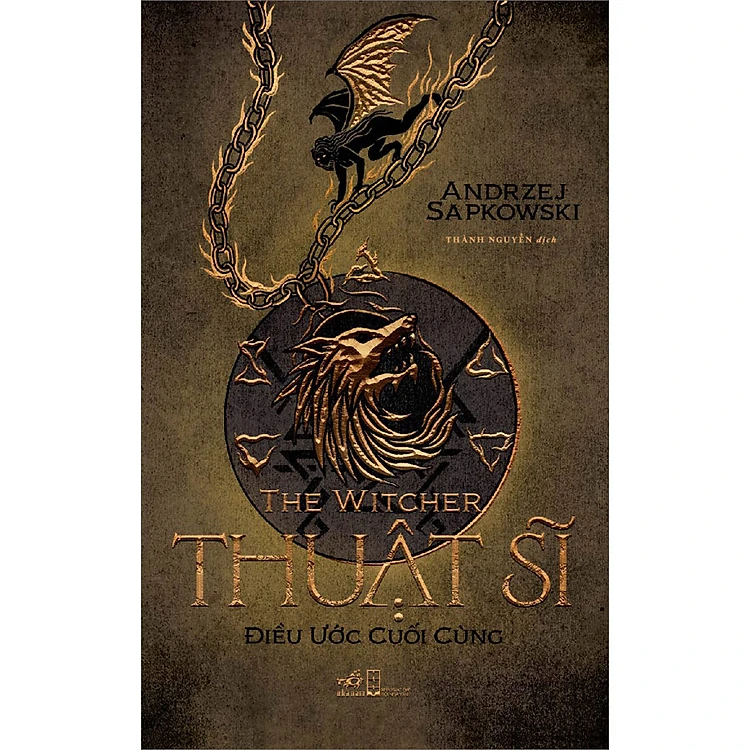 ANDRZEJ
SAPKOWSKI
THÀNH NGUYỄN dịch
THE WITCHER
THUẬT SĨ
ĐIỀU ƯỚC CUỐI CÙNG